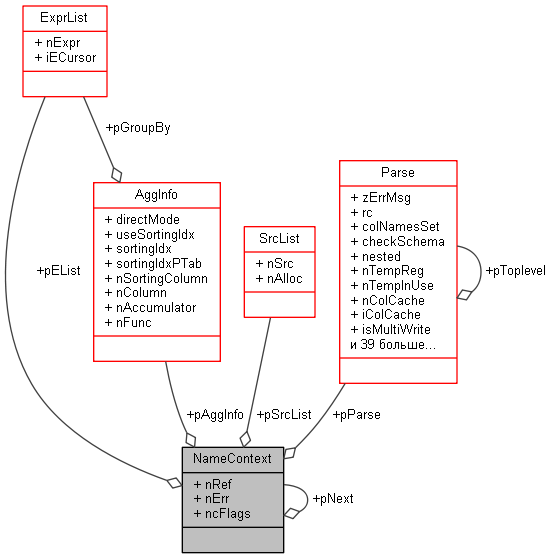 ExprList
+ nExpr
+ iECursor
+pGroupBy
Parse
+ zErrMsg
+ rc
+ colNamesSet
+ checkSchema
+ nested
+ nTempReg
+ nTempInUse
+ nColCache
+ iColCache
+ isMultiWrite
и 39 больше...
AggInfo
+ directMode
+ useSortingIdx
+ sortingIdx
+ sortingIdxPTab
+ nSortingColumn
+ nColumn
+ nAccumulator
+ nFunc
SrcList
+ nSrc
+ nAlloc
+pEList
+pToplevel
+pAggInfo
+pSrcList
+pParse
NameContext
+ nRef
+ nErr
+ ncFlags
+pNext